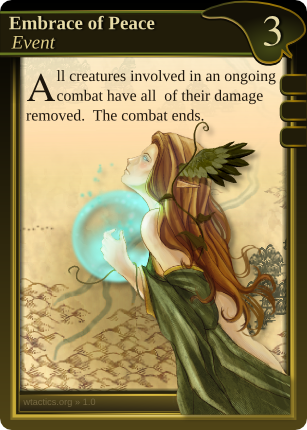 Embrace of Peace
Event
3
All creatures involved in an ongoing
combat have all of their damage
removed. The combat ends.
wtactics.org » 1.0